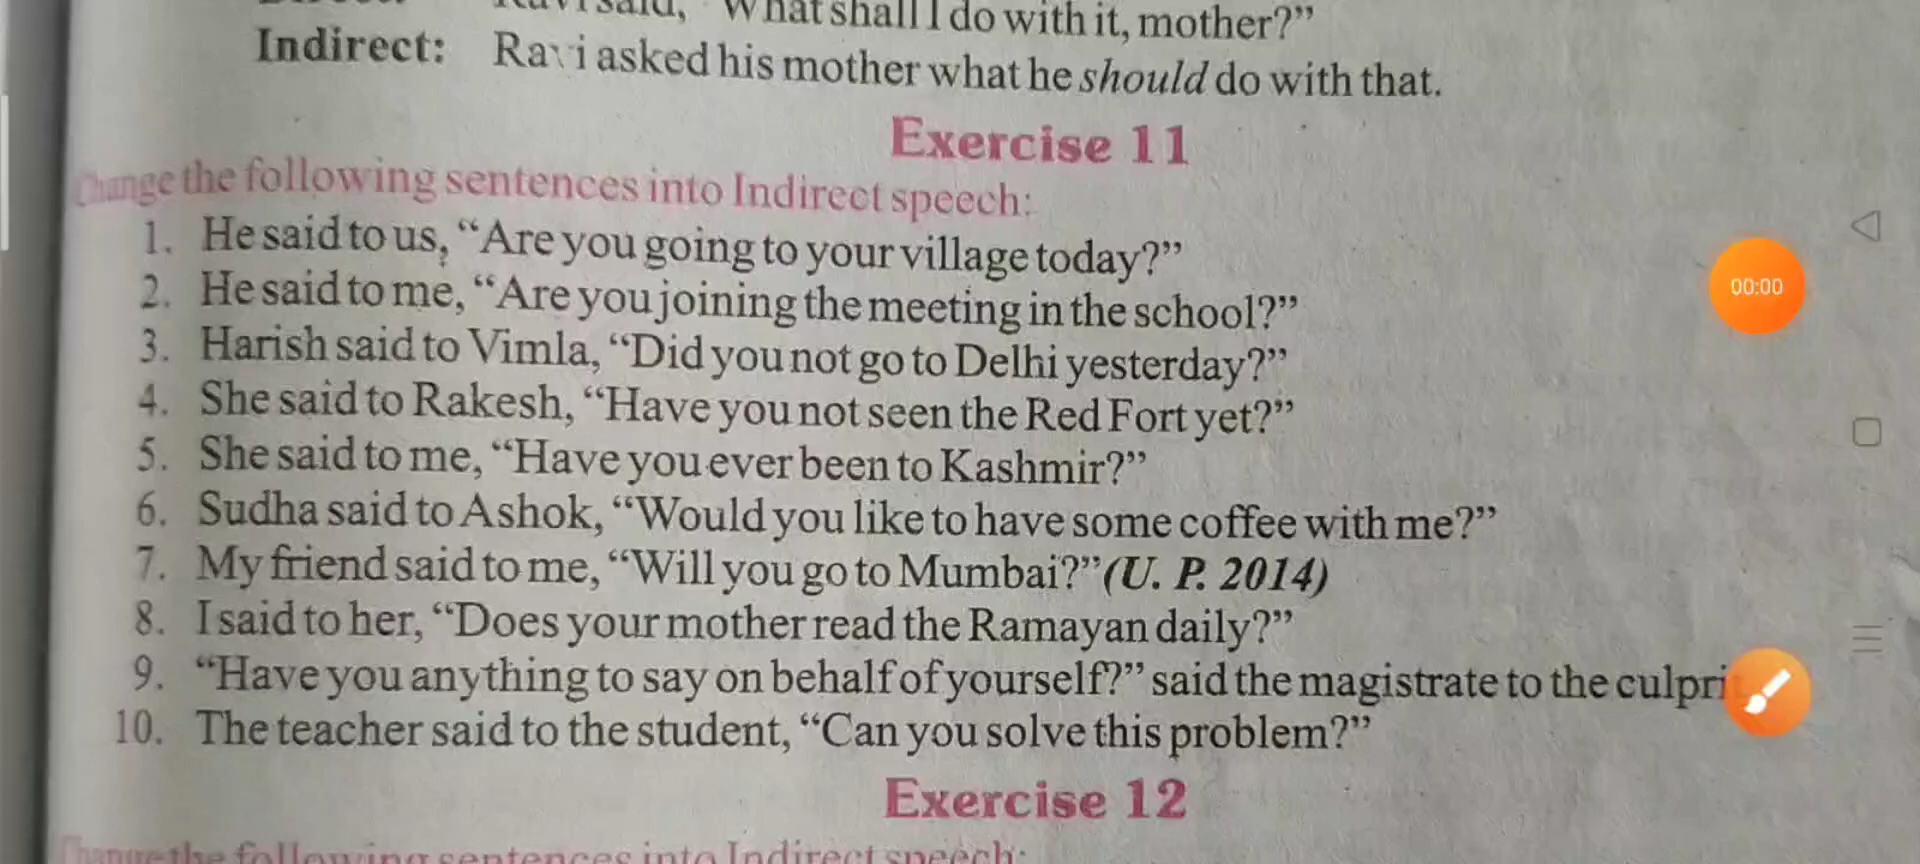 said, “What shall I do with it, mother?”
Indirect: Ravi asked his mother what he should do with that.
Exercise 11
Change the following sentences into Indirect speech:
1. He said to us, “Are you going to your village today?”
2. He said to me, “Are you joining the meeting in the school?”
3. Harish said to Vimla, “Did you not go to Delhi yesterday?”
4. She said to Rakesh, “Have you not seen the Red Fort yet?”
5. She said to me, “Have you ever been to Kashmir?”
6. Sudha said to Ashok, “Would you like to have some coffee with me?”
7. My friend said to me, “Will you go to Mumbai?” (U. P. 2014)
8. I said to her, “Does your mother read the Ramayan daily?”
9. “Have you anything to say on behalf of yourself?” said the magistrate to the culpri
10. The teacher said to the student, “Can you solve this problem?”
Exercise 12
Change the following sentences into Indirect speech:
00:00